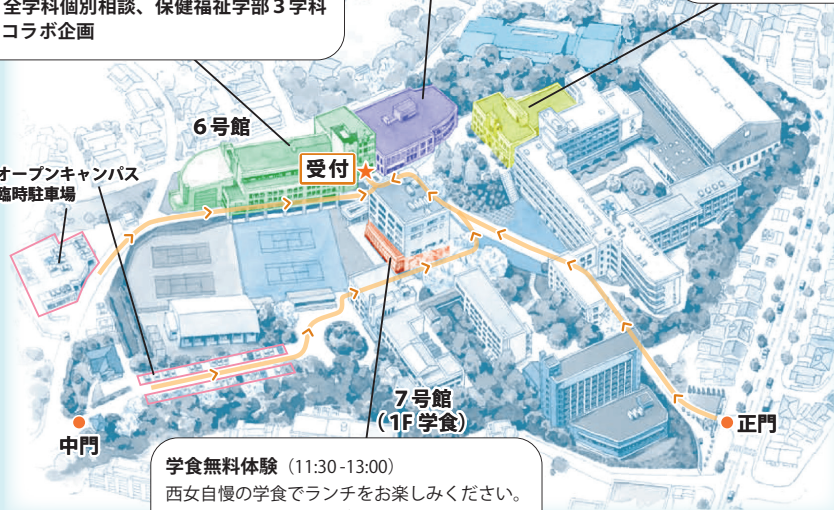 全学科個別相談、保健福祉学部３学科
コラボ企画
６号館
受付
オープンキャンパス
臨時駐車場
７号館
（1F 学食）
正門
中門
学食無料体験（11:30 -13:00）
西女自慢の学食でランチをお楽しみください。